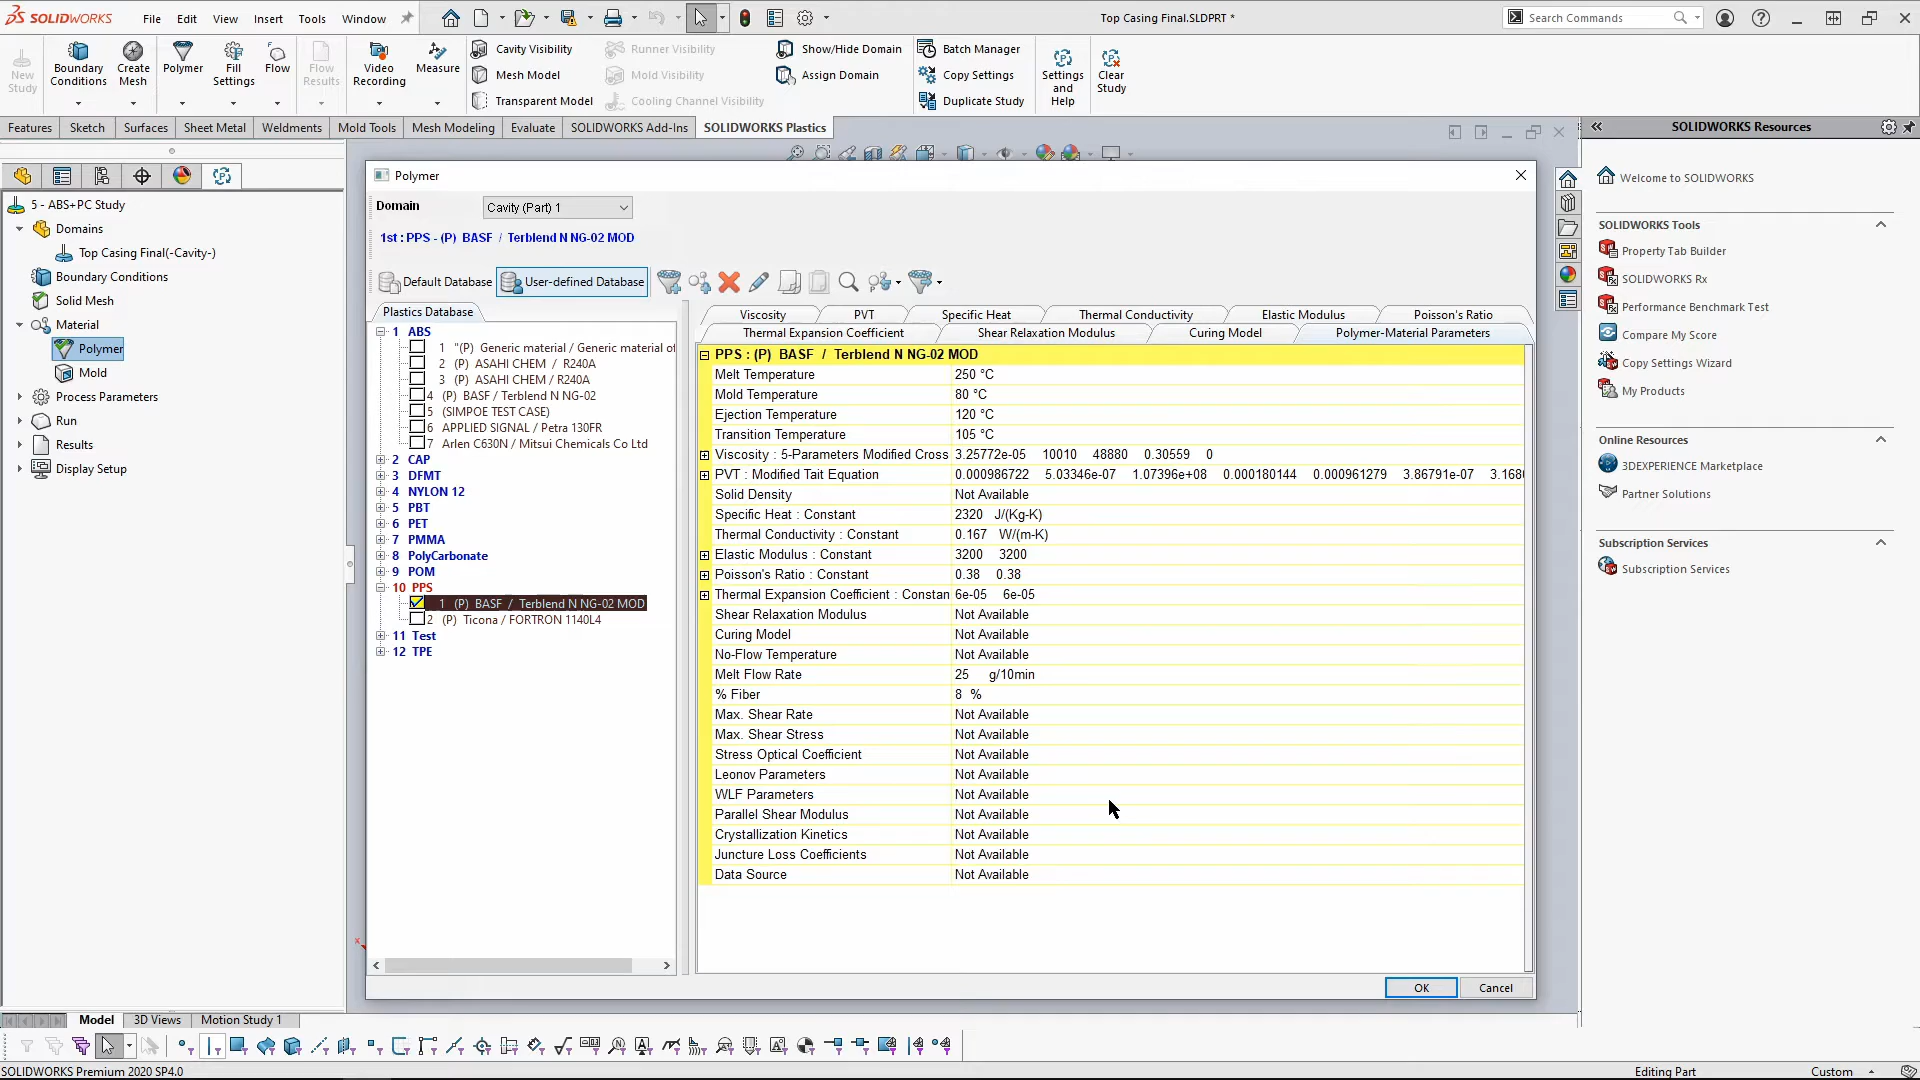 SOLIDWORKS File Edit View Insert Tools Window Top Casing Final.SLDPRT * Search Commands
New Study Boundary Conditions Create Mesh Polymer Fill Settings Flow Flow Results Video Recording Measure
Cavity Visibility Runner Visibility Show/Hide Domain Batch Manager
Mesh Model Mold Visibility Assign Domain Copy Settings
Transparent Model Cooling Channel Visibility Duplicate Study
Settings and Help Clear Study
Features Sketch Surfaces Sheet Metal Weldments Mold Tools Mesh Modeling Evaluate SOLIDWORKS Add-Ins SOLIDWORKS Plastics
5 - ABS+PC Study
Domains
Top Casing Final(-Cavity-)
Boundary Conditions
Solid Mesh
Material
Polymer
Mold
Process Parameters
Run
Results
Display Setup
Polymer
Domain Cavity (Part) 1
1st : PPS - (P) BASF / Terblend N NG-02 MOD
Default Database User-defined Database
Plastics Database
1 ABS
1 "(P) Generic material / Generic material of
2 (P) ASAHI CHEM / R240A
3 (P) ASAHI CHEM / R240A
4 (P) BASF / Terblend N NG-02
5 (SIMPOE TEST CASE)
6 APPLIED SIGNAL / Petra 130FR
7 Arlen C630N / Mitsui Chemicals Co Ltd
2 CAP
3 DFMT
4 NYLON 12
5 PBT
6 PET
7 PMMA
8 PolyCarbonate
9 POM
10 PPS
1 (P) BASF / Terblend N NG-02 MOD
2 (P) Ticona / FORTRON 1140L4
11 Test
12 TPE
Viscosity PVT Specific Heat Thermal Conductivity Elastic Modulus Poisson's Ratio
Thermal Expansion Coefficient Shear Relaxation Modulus Curing Model Polymer-Material Parameters
PPS : (P) BASF / Terblend N NG-02 MOD
Melt Temperature 250 °C
Mold Temperature 80 °C
Ejection Temperature 120 °C
Transition Temperature 105 °C
Viscosity : 5-Parameters Modified Cross 3.25772e-05 10010 48880 0.30559 0
PVT : Modified Tait Equation 0.000986722 5.03346e-07 1.07396e+08 0.000180144 0.000961279 3.86791e-07 3.168
Solid Density Not Available
Specific Heat : Constant 2320 J/(Kg-K)
Thermal Conductivity : Constant 0.167 W/(m-K)
Elastic Modulus : Constant 3200 3200
Poisson's Ratio : Constant 0.38 0.38
Thermal Expansion Coefficient : Constan 6e-05 6e-05
Shear Relaxation Modulus Not Available
Curing Model Not Available
No-Flow Temperature Not Available
Melt Flow Rate 25 g/10min
% Fiber 8 %
Max. Shear Rate Not Available
Max. Shear Stress Not Available
Stress Optical Coefficient Not Available
Leonov Parameters Not Available
WLF Parameters Not Available
Parallel Shear Modulus Not Available
Crystallization Kinetics Not Available
Juncture Loss Coefficients Not Available
Data Source Not Available
OK Cancel
SOLIDWORKS Resources
Welcome to SOLIDWORKS
SOLIDWORKS Tools
Property Tab Builder
SOLIDWORKS Rx
Performance Benchmark Test
Compare My Score
Copy Settings Wizard
My Products
Online Resources
3DEXPERIENCE Marketplace
Partner Solutions
Subscription Services
Subscription Services
Model 3D Views Motion Study 1
SOLIDWORKS Premium 2020 SP4.0 Editing Part Custom